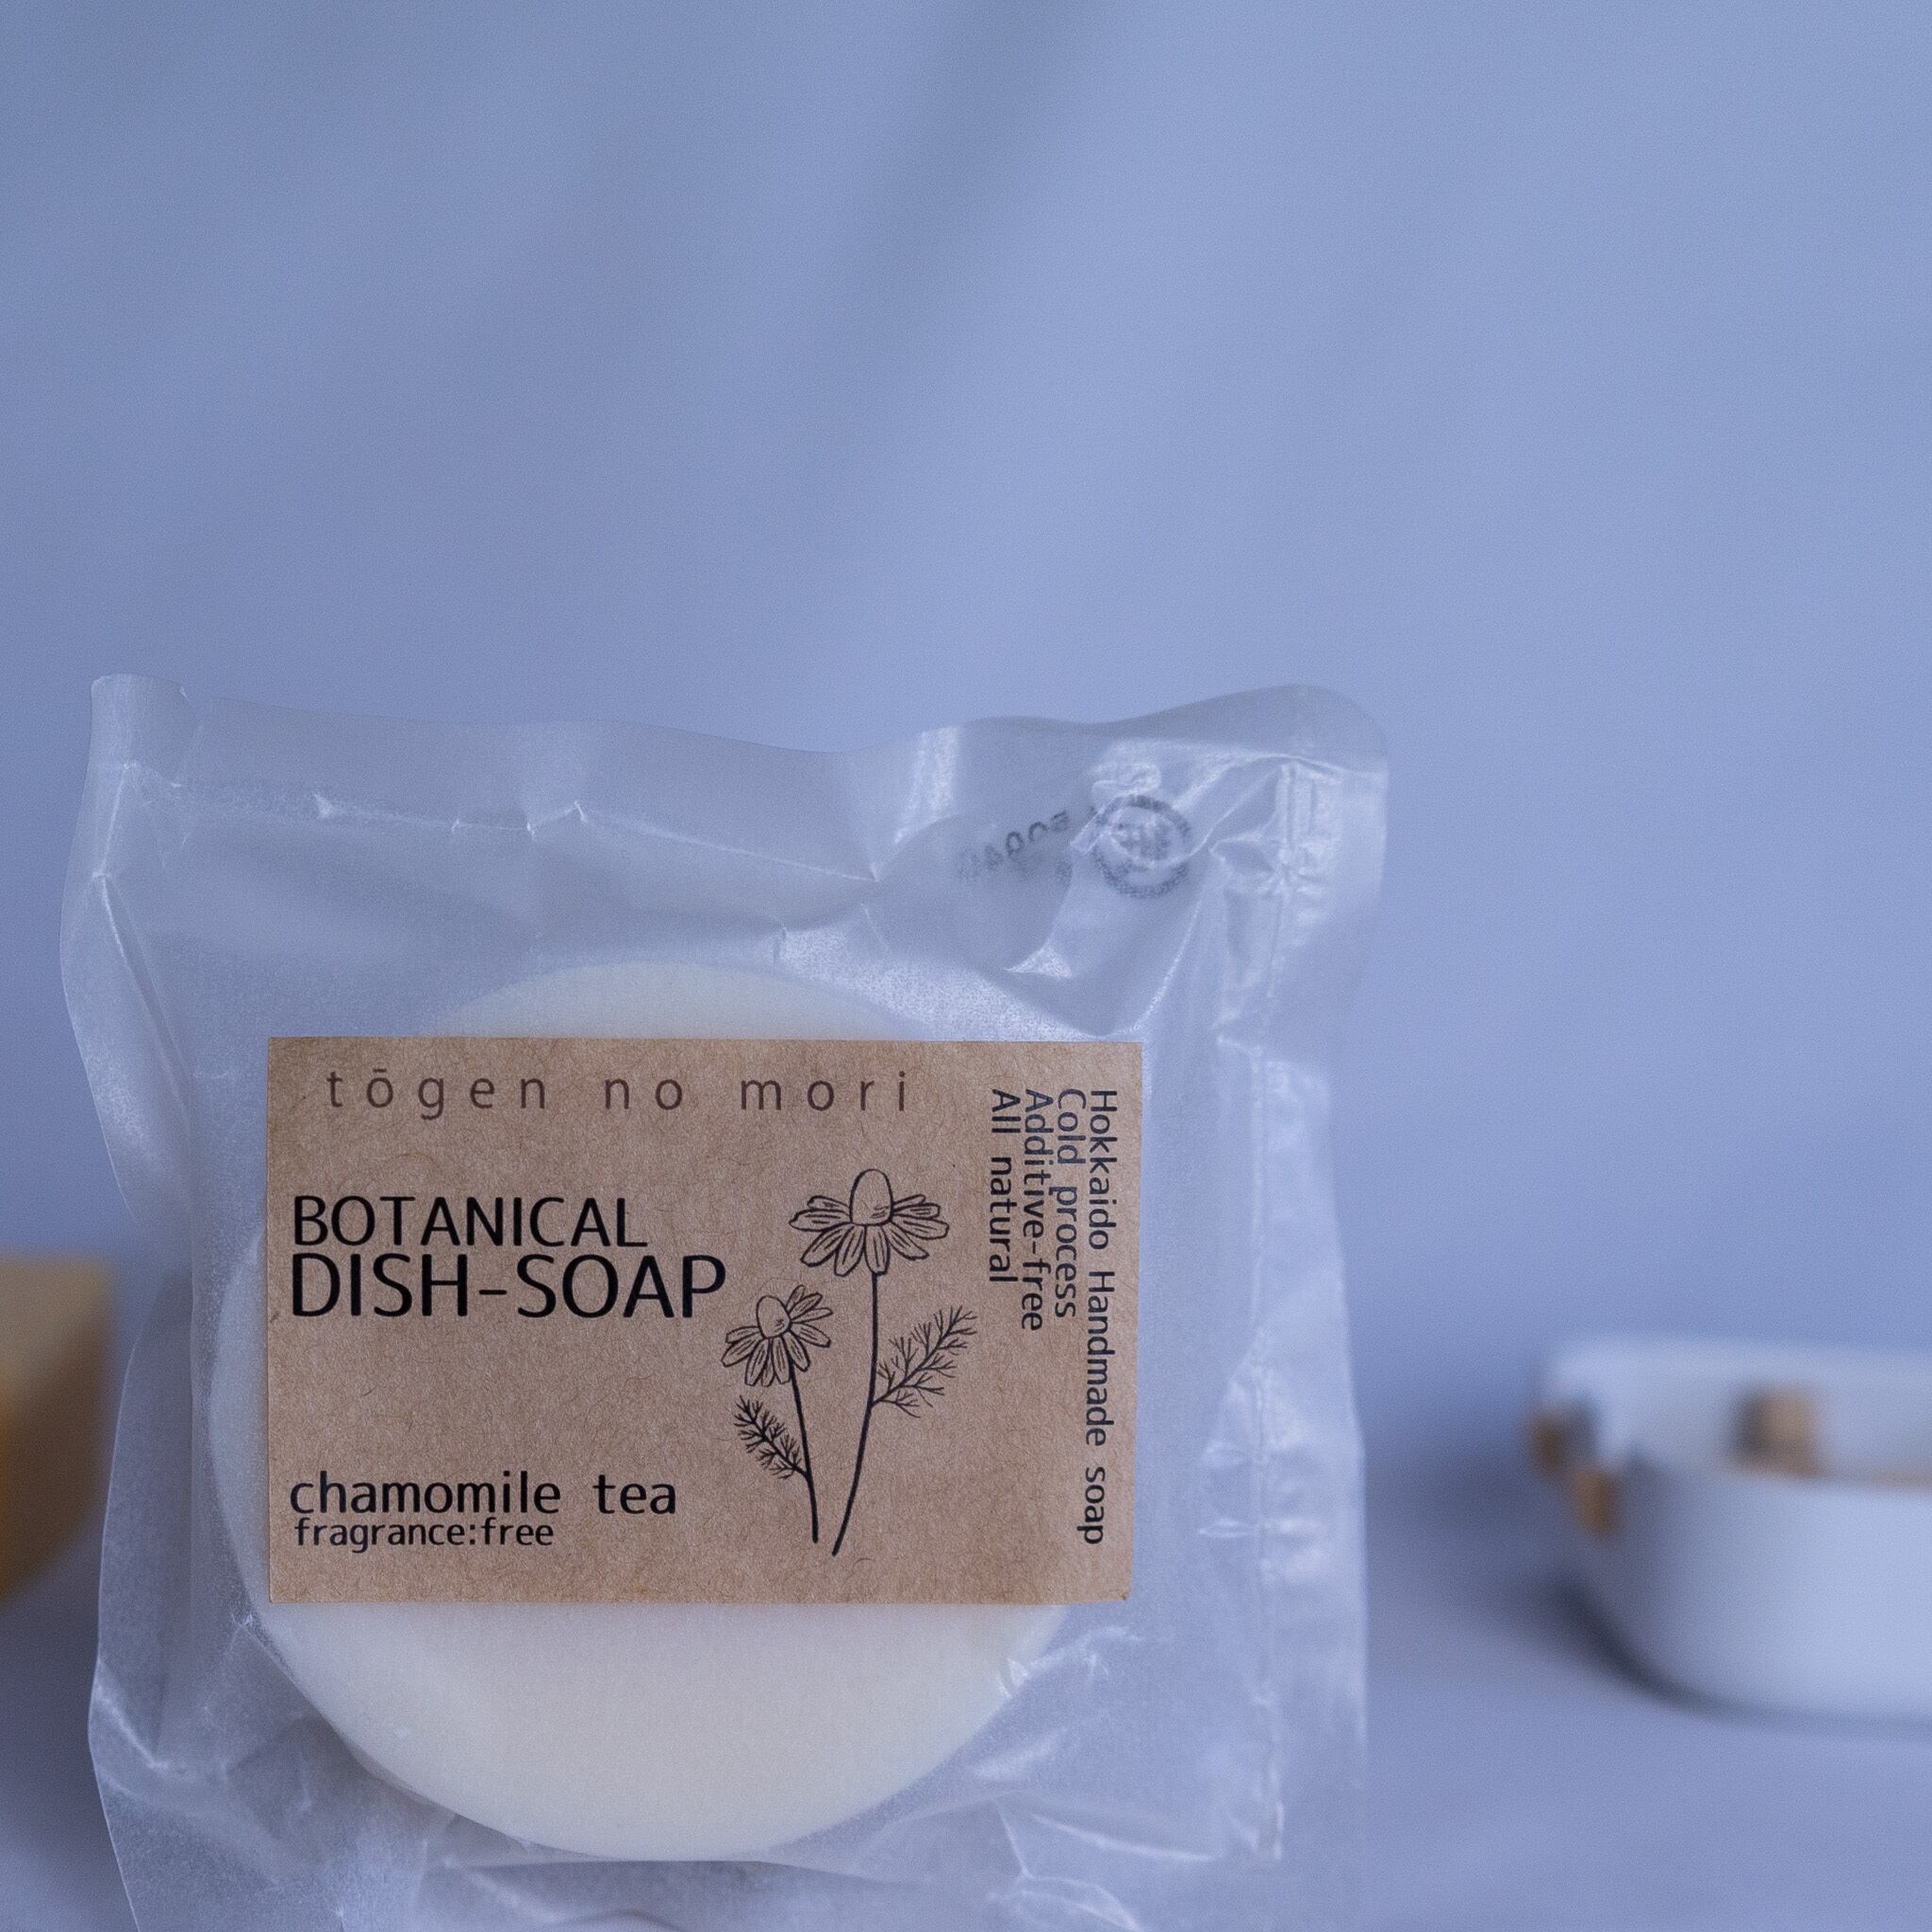 tōgen no mori
BOTANICAL
DISH-SOAP
chamomile tea
fragrance:free
Hokkaido Handmade soap
Cold process
Additive-free
All natural